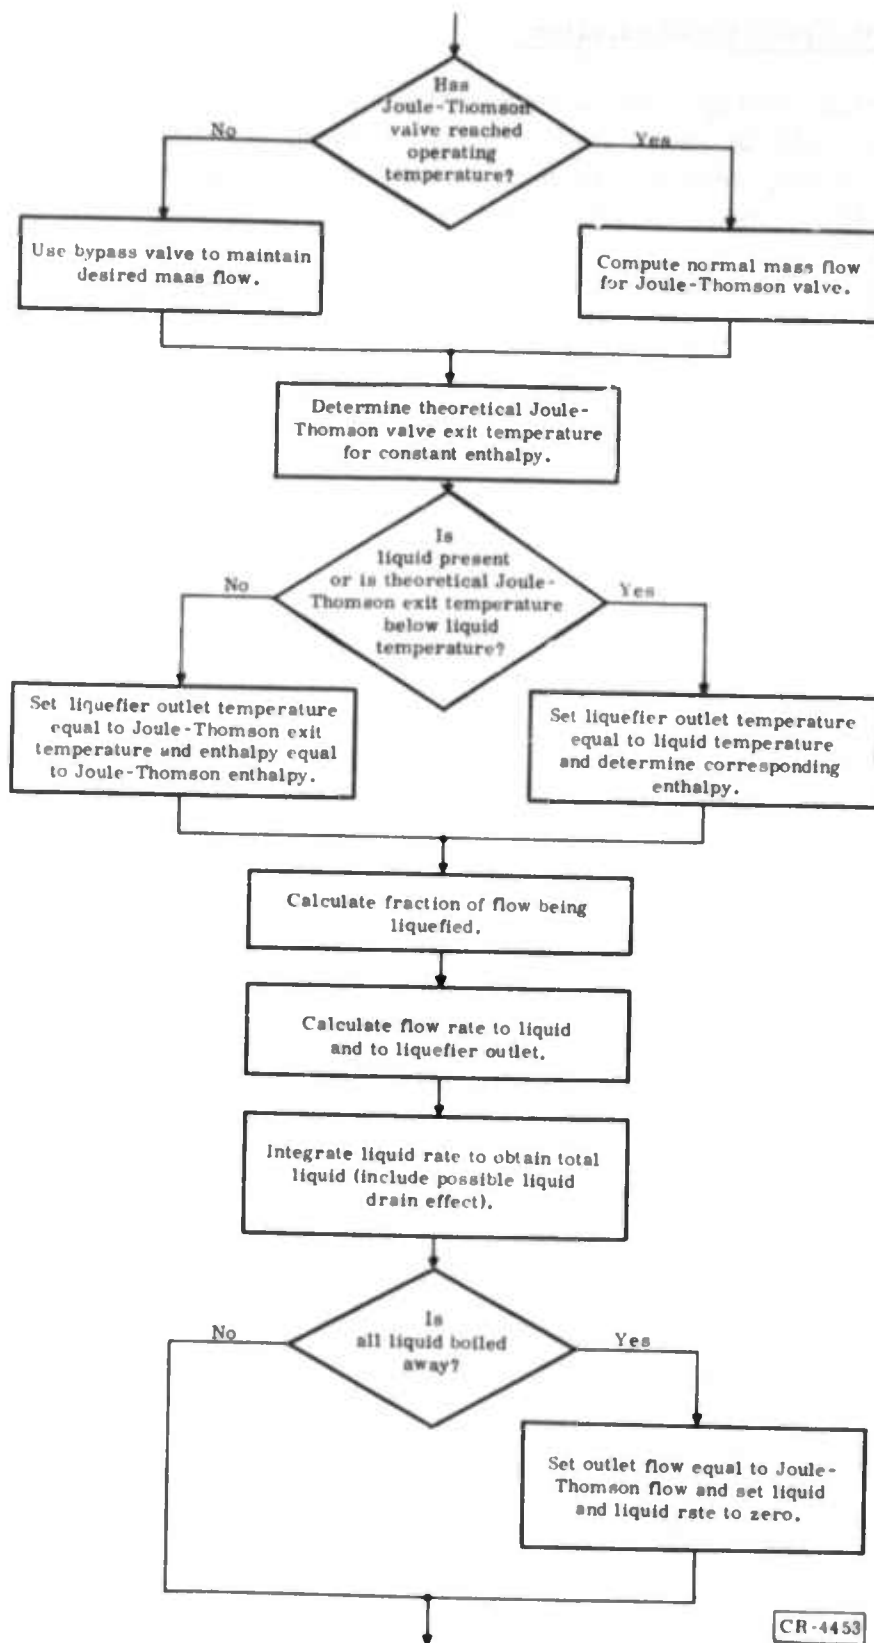 Has
Joule-Thomson
valve reached
operating
temperature?
No
Yes
Use bypass valve to maintain
desired maas flow.
Compute normal mass flow
for Joule-Thomson valve.
Determine theoretical Joule-
Thomson valve exit temperature
for constant enthalpy.
Is
liquid present
or is theoretical Joule-
Thomson exit temperature
below liquid
temperature?
No
Yes
Set liquefier outlet temperature
equal to Joule-Thomson exit
temperature and enthalpy equal
to Joule-Thomson enthalpy.
Set liquefier outlet temperature
equal to liquid temperature
and determine corresponding
enthalpy.
Calculate fraction of flow being
liquefied.
Calculate flow rate to liquid
and to liquefier outlet.
Integrate liquid rate to obtain total
liquid (include possible liquid
drain effect).
Is
all liquid boiled
away?
No
Yes
Set outlet flow equal to Joule-
Thomson flow and set liquid
and liquid rate to zero.
CR-4453